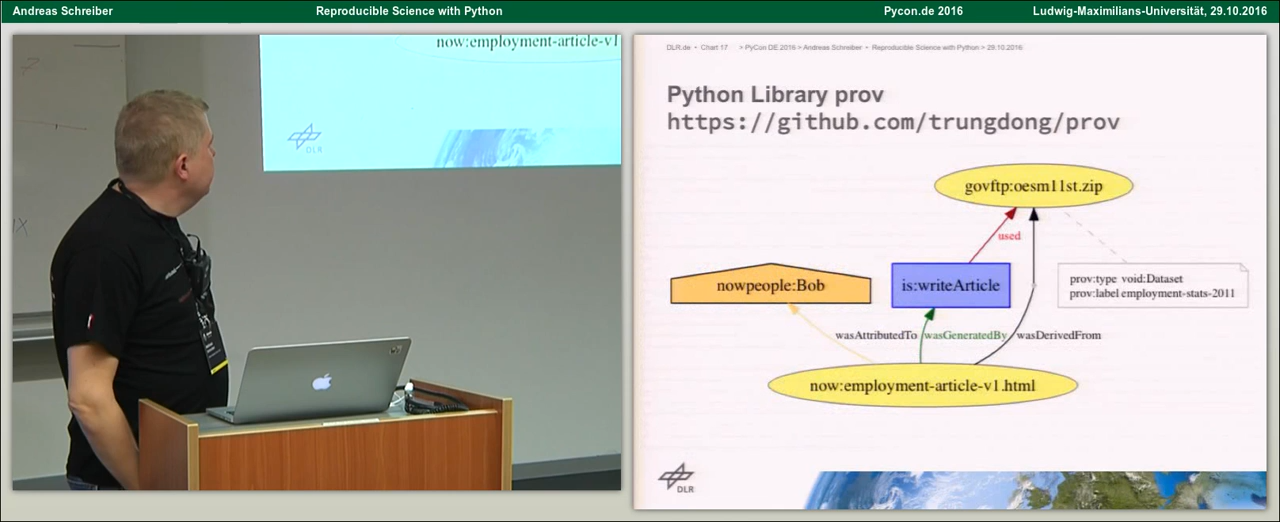 Andreas Schreiber
Reproducible Science with Python
Pycon.de 2016
Ludwig-Maximilians-Universität, 29.10.2016
now:employment-article-v1
DLR
DLR.de • Chart 17 > PyCon DE 2016 > Andreas Schreiber • Reproducible Science with Python > 29.10.2016
Python Library prov
https://github.com/trungdong/prov
govftp:oesm11st.zip
used
nowpeople:Bob
is:writeArticle
prov:type void:Dataset
prov:label employment-stats-2011
wasAttributedTo
wasGeneratedBy
wasDerivedFrom
now:employment-article-v1.html
DLR